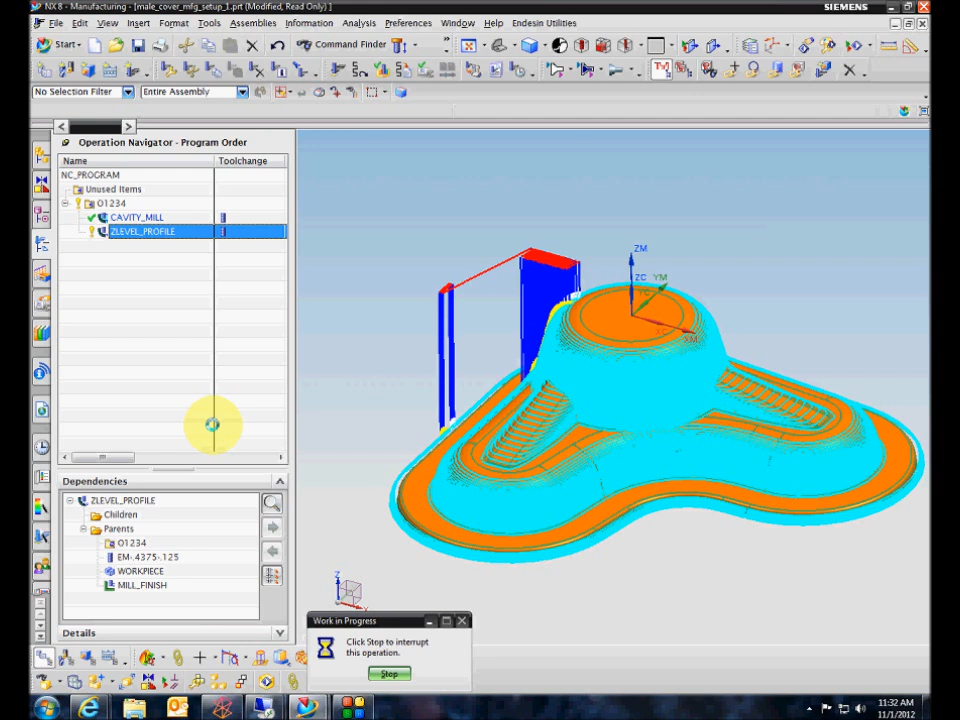 NX 8 - Manufacturing - [male_cover_mfg_setup_1.prt (Modified, Read Only) ]
SIEMENS
File Edit View Insert Format Tools Assemblies Information Analysis Preferences Window Help Endesin Utilities
Start
Command Finder
No Selection Filter
Entire Assembly
Operation Navigator - Program Order
Name
Toolchange
NC_PROGRAM
Unused Items
O1234
CAVITY_MILL
ZLEVEL_PROFILE
ZM
ZC
YM
YC
XC
XM
Dependencies
ZLEVEL_PROFILE
Children
Parents
O1234
EM-.4375-.125
WORKPIECE
MILL_FINISH
Details
Z
X
Work in Progress
Click Stop to interrupt
this operation.
Stop
11:32 AM
11/1/2012